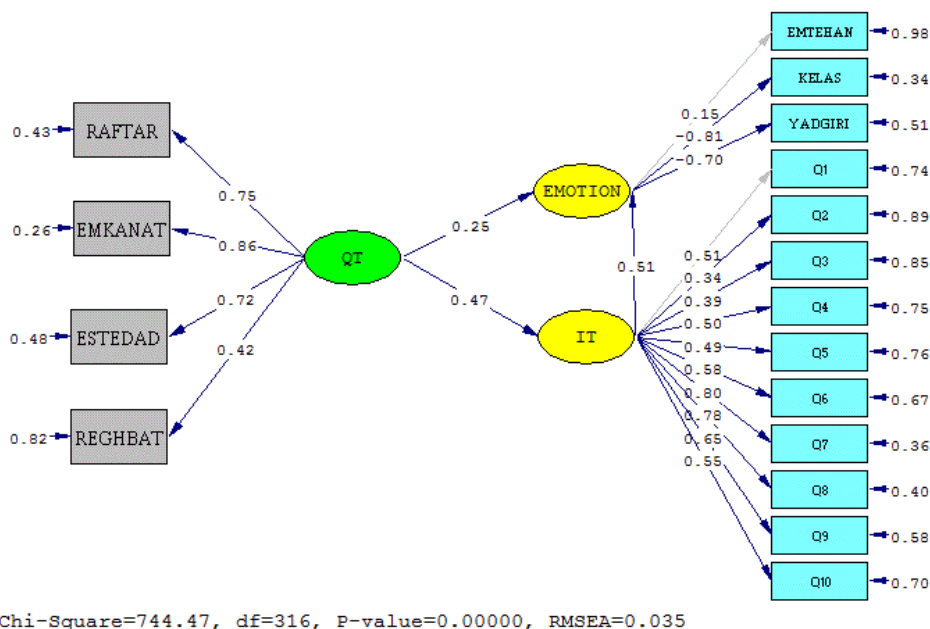 EMTEHAN 0.98
KELAS 0.34
YADGIRI 0.51
Q1 0.74
Q2 0.89
Q3 0.85
Q4 0.75
Q5 0.76
Q6 0.67
Q7 0.36
Q8 0.40
Q9 0.58
Q10 0.70
0.43 RAFTAR
0.26 EMKANAT
0.48 ESTEDAD
0.82 REGHBAT
0.75
0.86
0.72
0.42
QT
0.25
0.47
EMOTION
0.51
IT
0.15
-0.81
-0.70
0.51
0.34
0.39
0.50
0.49
0.58
0.80
0.78
0.65
0.55
Chi-Square=744.47, df=316, P-value=0.00000, RMSEA=0.035